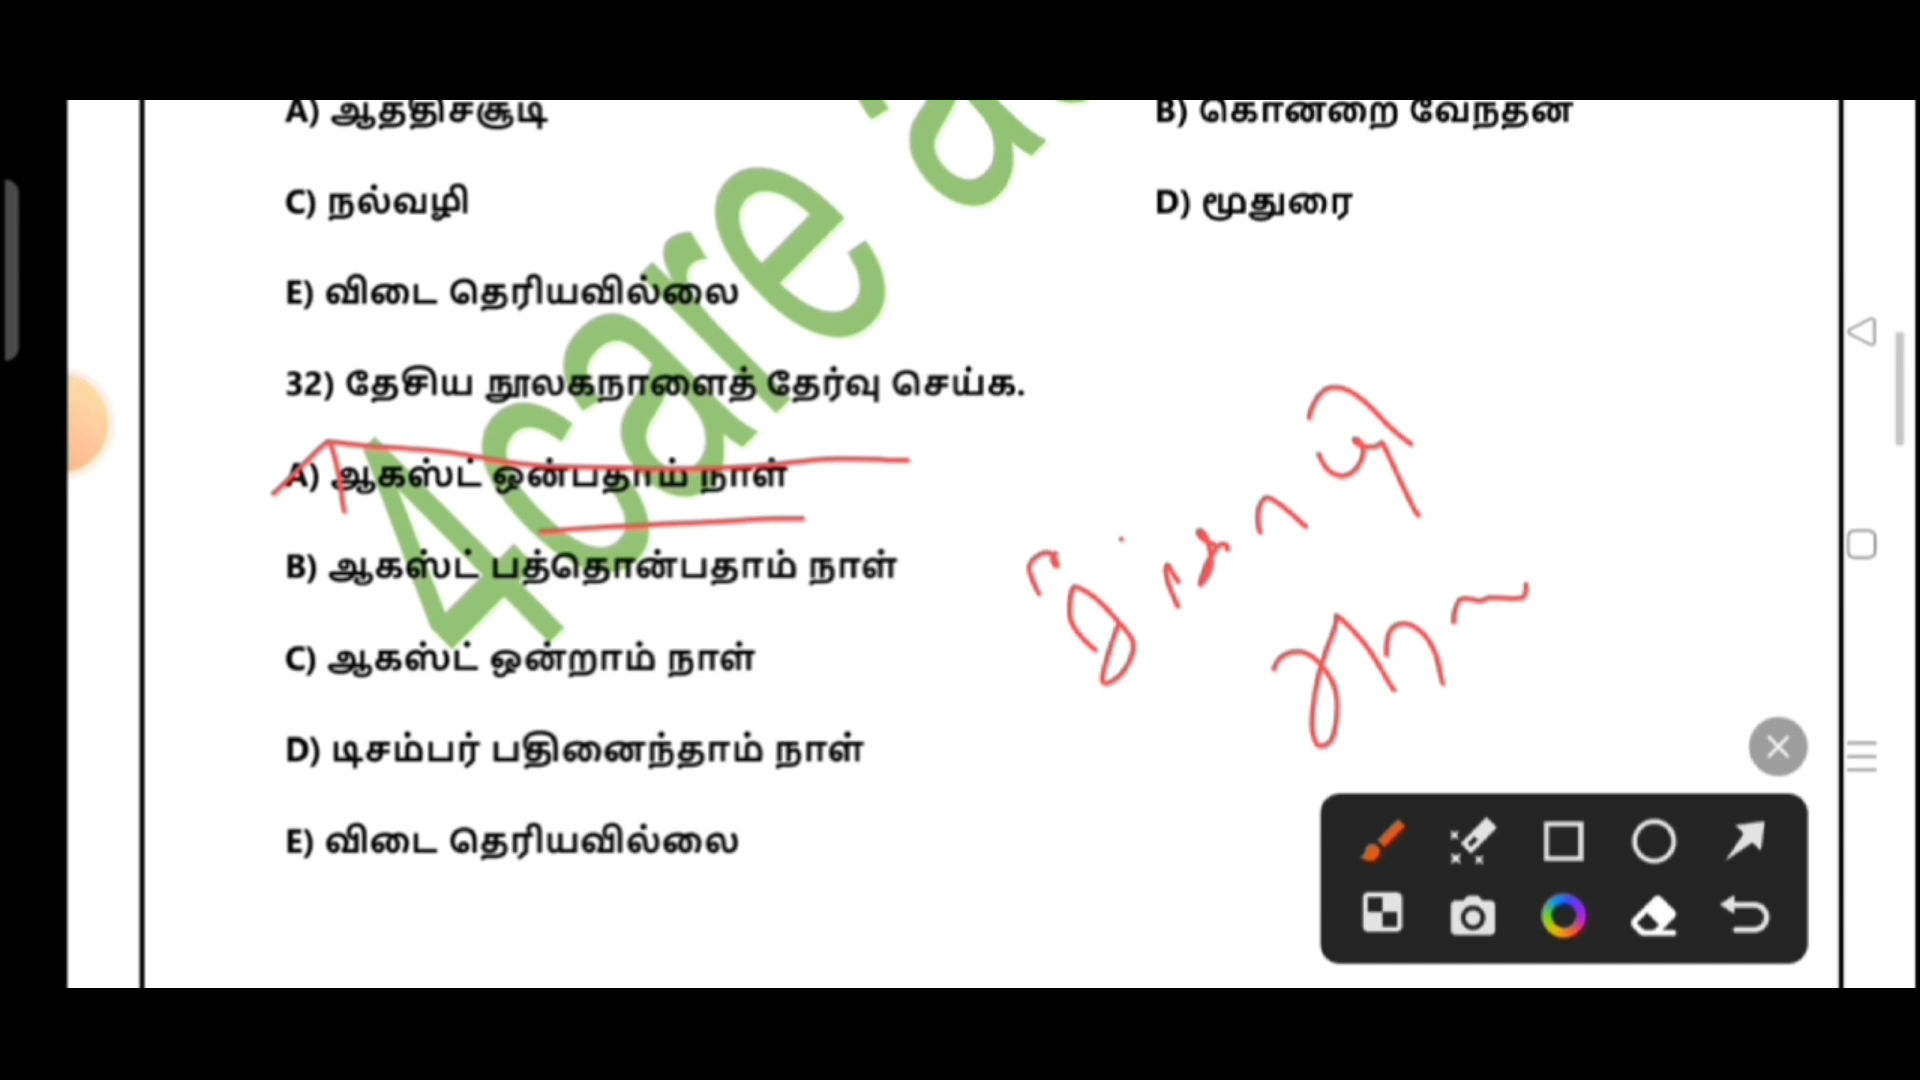 A) ஆத்திச்சூடி B) கொன்றை வேந்தன்
C) நல்வழி D) மூதுரை
E) விடை தெரியவில்லை
32) தேசிய நூலகநாளைத் தேர்வு செய்க.
A) ஆகஸ்ட் ஒன்பதாம் நாள்
B) ஆகஸ்ட் பத்தொன்பதாம் நாள்
C) ஆகஸ்ட் ஒன்றாம் நாள்
D) டிசம்பர் பதினைந்தாம் நாள்
E) விடை தெரியவில்லை
4care a